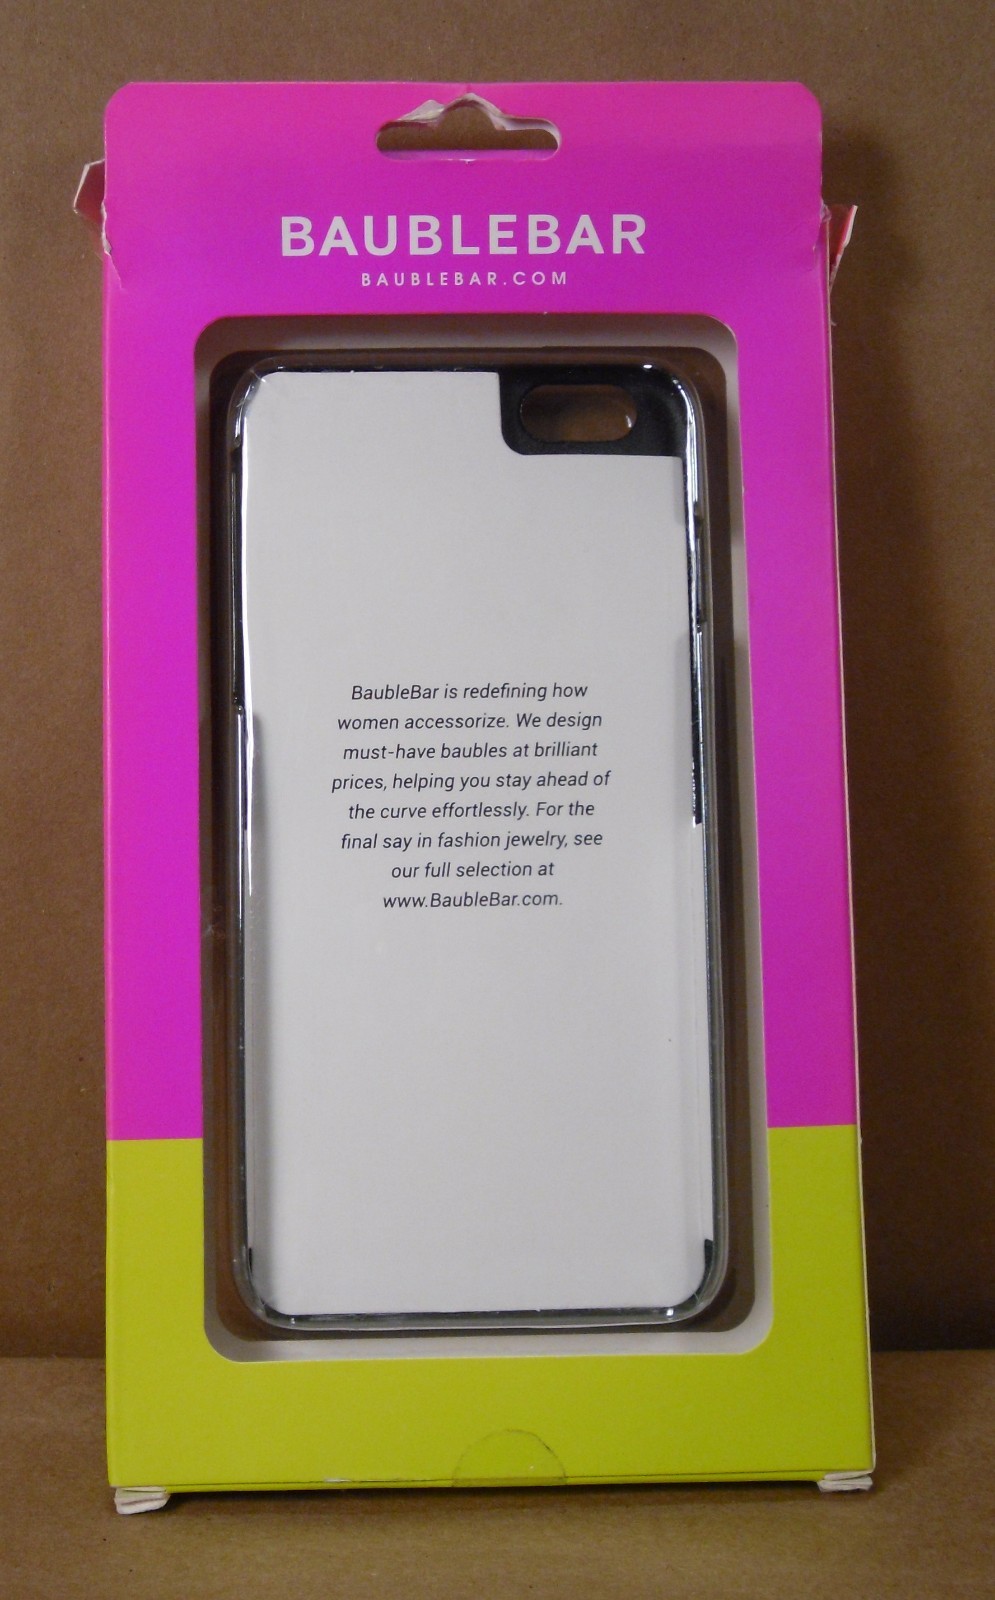 BAUBLEBAR
BAUBLEBAR.COM
BaubleBar is redefining how
women accessorize. We design
must-have baubles at brilliant
prices, helping you stay ahead of
the curve effortlessly. For the
final say in fashion jewelry, see
our full selection at
www.BaubleBar.com.